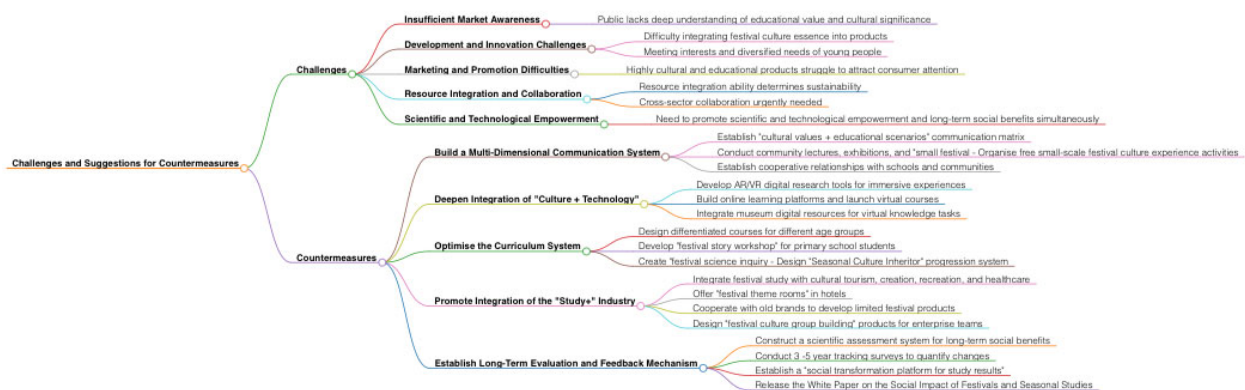 Insufficient Market Awareness
Public lacks deep understanding of educational value and cultural significance
Development and Innovation Challenges
Difficulty integrating festival culture essence into products
Meeting interests and diversified needs of young people
Challenges
Marketing and Promotion Difficulties
Highly cultural and educational products struggle to attract consumer attention
Resource Integration and Collaboration
Resource integration ability determines sustainability
Cross-sector collaboration urgently needed
Scientific and Technological Empowerment
Need to promote scientific and technological empowerment and long-term social benefits simultaneously
Challenges and Suggestions for Countermeasures
Build a Multi-Dimensional Communication System
Establish "cultural values + educational scenarios" communication matrix
Conduct community lectures, exhibitions, and "small festival - Organise free small-scale festival culture experience activities
Establish cooperative relationships with schools and communities
Deepen Integration of "Culture + Technology"
Develop AR/VR digital research tools for immersive experiences
Build online learning platforms and launch virtual courses
Integrate museum digital resources for virtual knowledge tasks
Countermeasures
Optimise the Curriculum System
Design differentiated courses for different age groups
Develop "festival story workshop" for primary school students
Create "festival science inquiry - Design "Seasonal Culture Inheritor" progression system
Promote Integration of the "Study+" Industry
Integrate festival study with cultural tourism, creation, recreation, and healthcare
Offer "festival theme rooms" in hotels
Cooperate with old brands to develop limited festival products
Design "festival culture group building" products for enterprise teams
Establish Long-Term Evaluation and Feedback Mechanism
Construct a scientific assessment system for long-term social benefits
Conduct 3 -5 year tracking surveys to quantify changes
Establish a "social transformation platform for study results"
Release the White Paper on the Social Impact of Festivals and Seasonal Studies